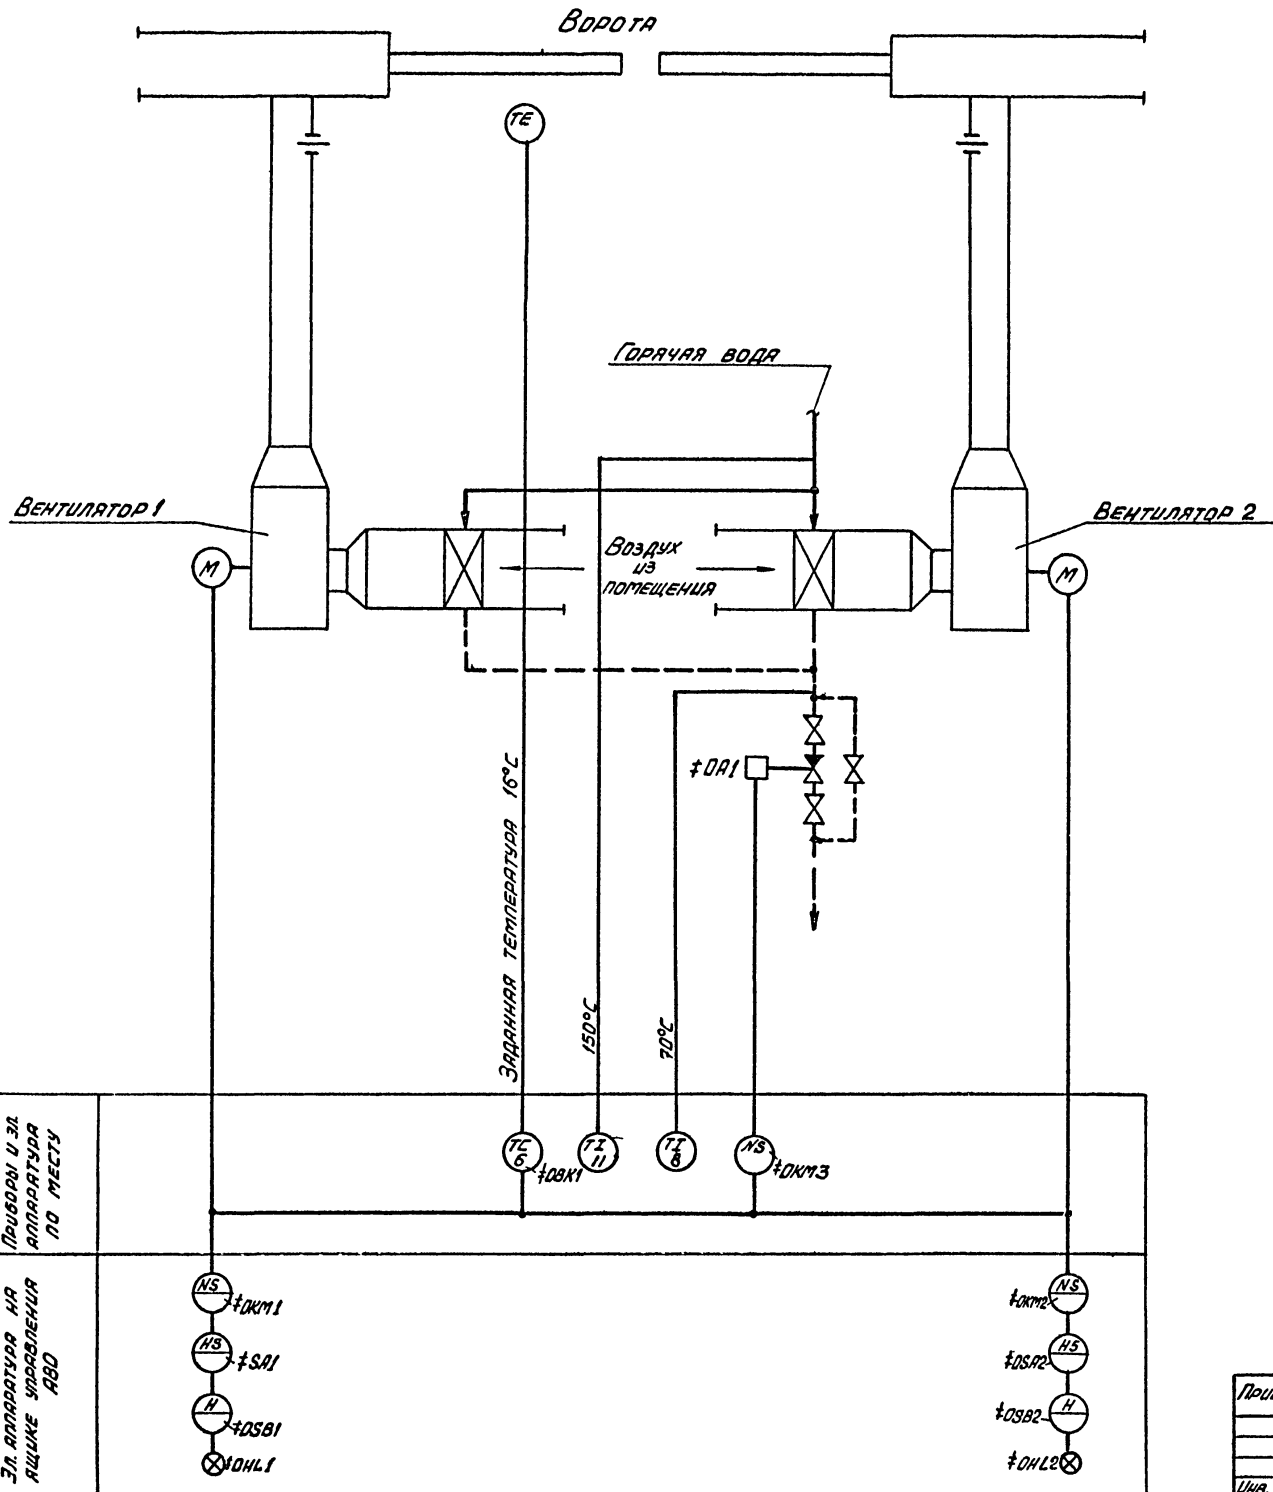 Ворота
TE
Горячая вода
Вентилятор 1
Вентилятор 2
Воздух
из
помещения
M
M
‡DA1
Заданная температура 16°C
150°C
70°C
Приборы и эл.
аппаратура
по месту
TC
6
‡DBK1
TI
11
TI
8
NS
‡DKM3
Эл. аппаратура на
ящике управления
АВО
NS
‡DKM1
HS
‡SA1
H
‡DSB1
‡DHL1
NS
‡DKM2
HS
‡DSA2
H
‡DSB2
‡DHL2